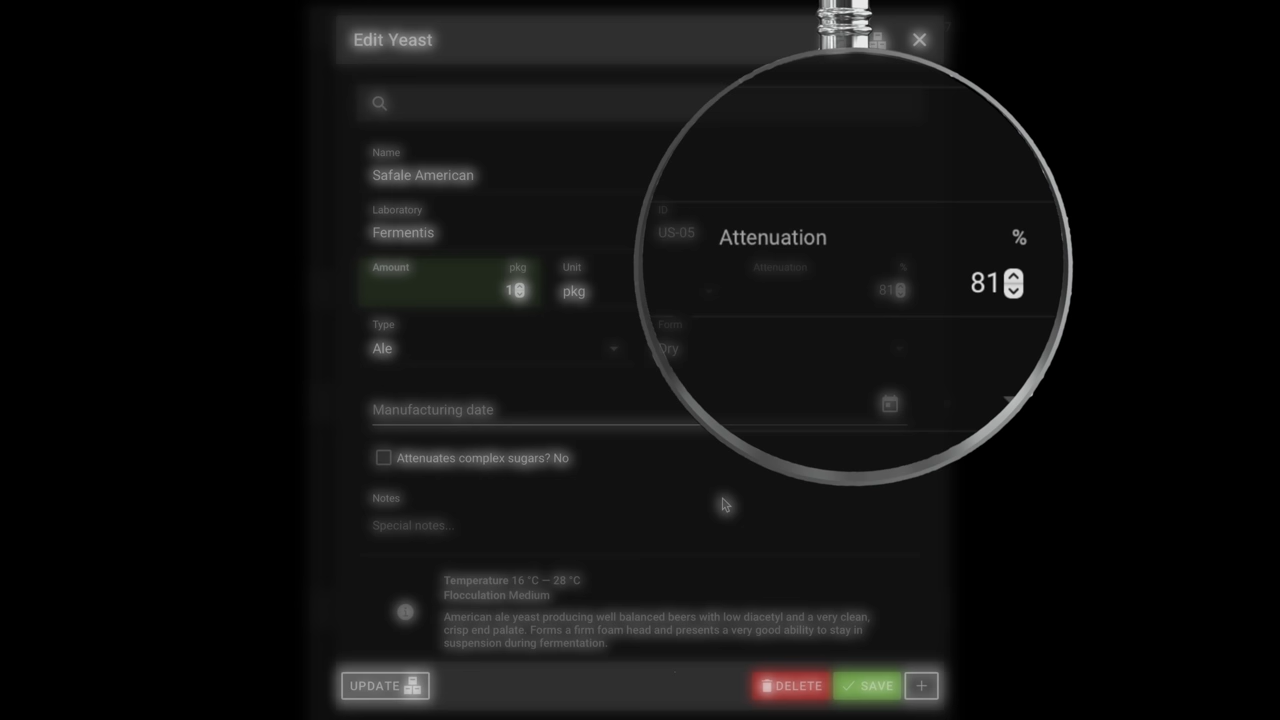 Edit Yeast
Name
Safale American
Laboratory
Fermentis
ID
US-05
Amount
pkg
1
Unit
pkg
Attenuation
%
81
Attenuation
%
81
Type
Ale
Form
Dry
Manufacturing date
Attenuates complex sugars? No
Notes
Special notes...
Temperature 16 °C — 28 °C
Flocculation Medium
American ale yeast producing well balanced beers with low diacetyl and a very clean,
crisp end palate. Forms a firm foam head and presents a very good ability to stay in
suspension during fermentation.
UPDATE
DELETE
SAVE